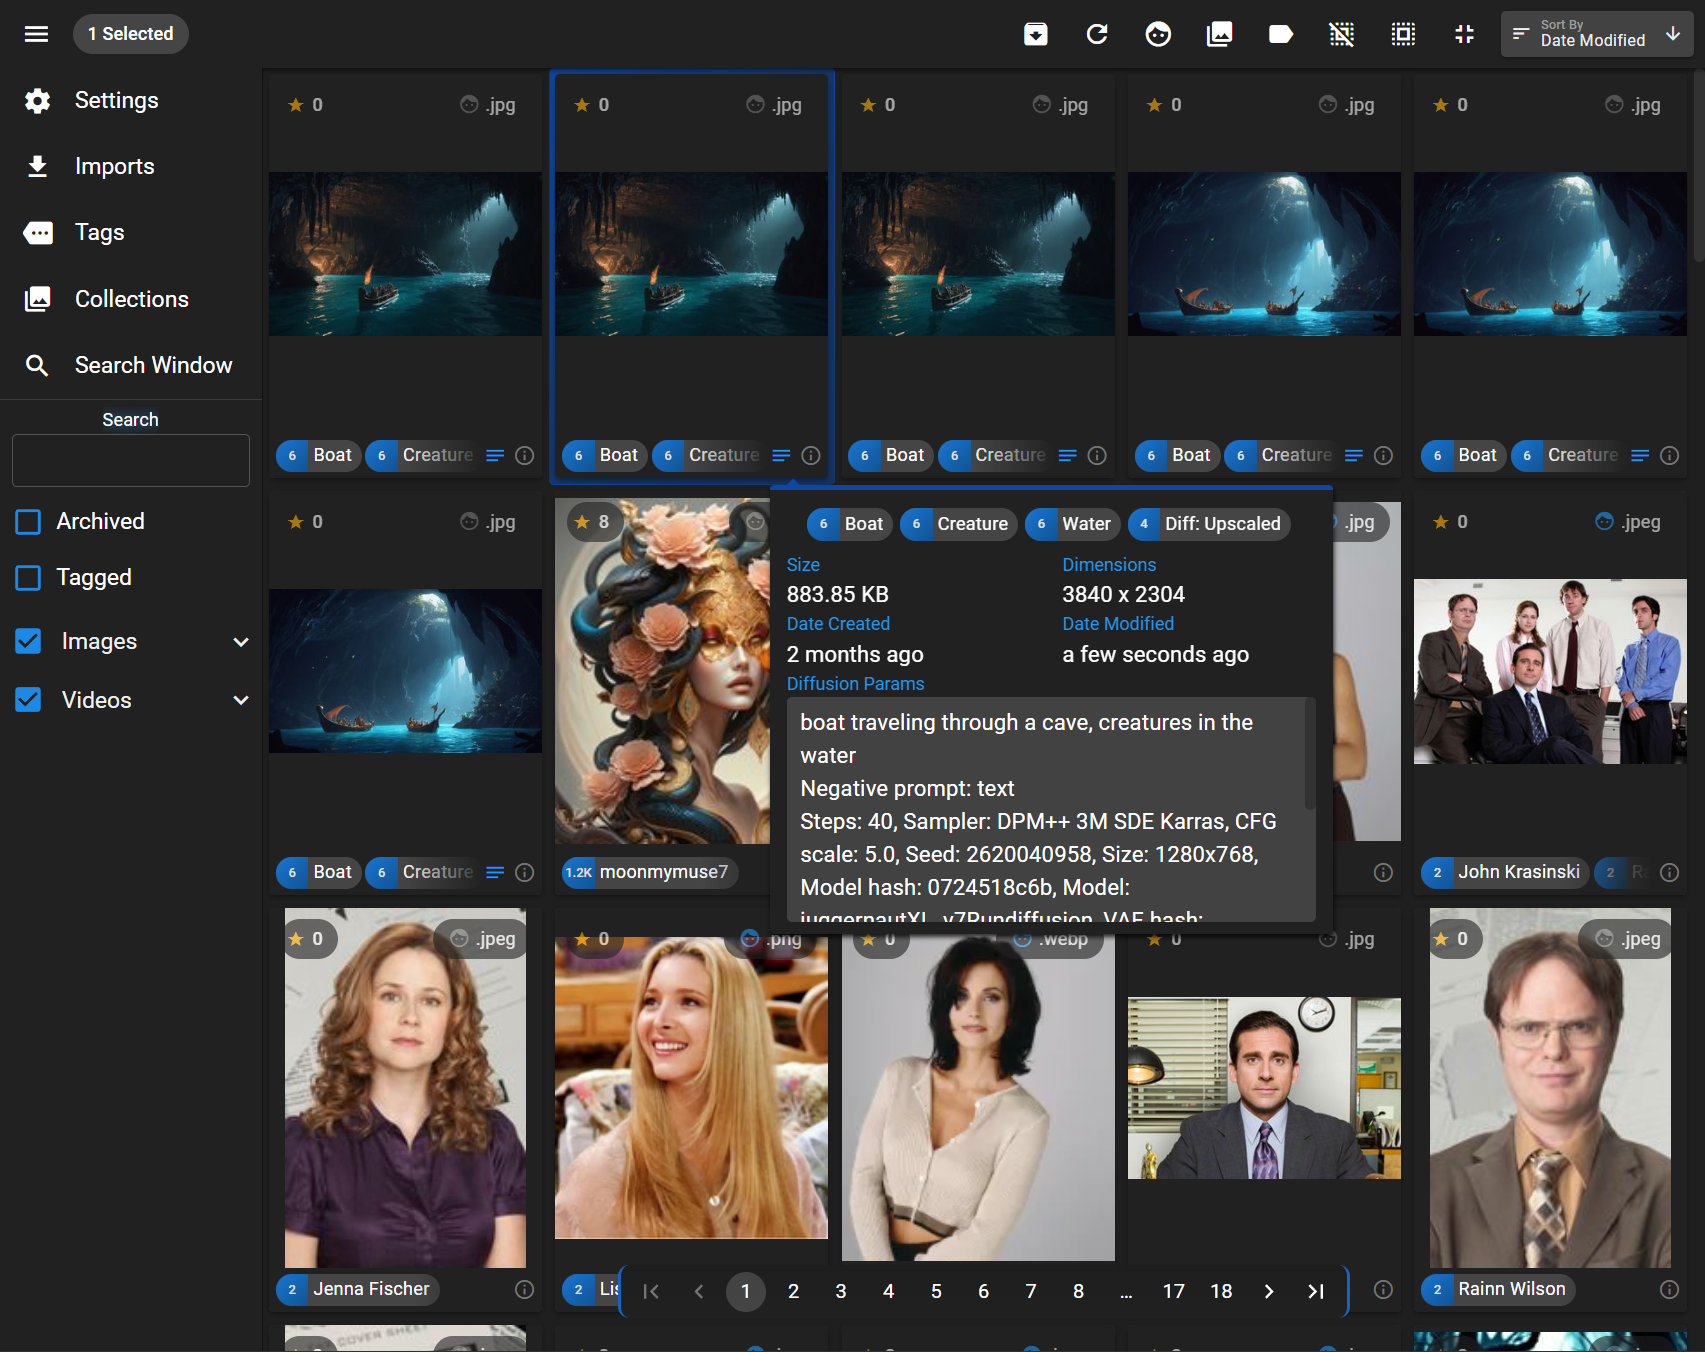 1 Selected
Sort By
Date Modified
Settings
Imports
Tags
Collections
Search Window
Search
Archived
Tagged
Images
Videos
0 .jpg
0 .jpg
0 .jpg
0 .jpg
0 .jpg
6 Boat 6 Creature
6 Boat 6 Creature
6 Boat 6 Creature
6 Boat 6 Creature
6 Boat 6 Creature
0 .jpg
8
.jpg
0 .jpeg
6 Boat 6 Creature 6 Water 4 Diff: Upscaled
Size
883.85 KB
Dimensions
3840 x 2304
Date Created
2 months ago
Date Modified
a few seconds ago
Diffusion Params
boat traveling through a cave, creatures in the
water
Negative prompt: text
Steps: 40, Sampler: DPM++ 3M SDE Karras, CFG
scale: 5.0, Seed: 2620040958, Size: 1280x768,
Model hash: 0724518c6b, Model:
juggernautXL_v7Rundiffusion, VAE hash:
6 Boat 6 Creature
1.2K moonmymuse7
2 John Krasinski 2
0 .jpeg
0 .png
0 .webp
0 .jpg
0 .jpeg
2 Jenna Fischer
2 Lis
2 Rainn Wilson
1 2 3 4 5 6 7 8 ... 17 18
COVER SHEET